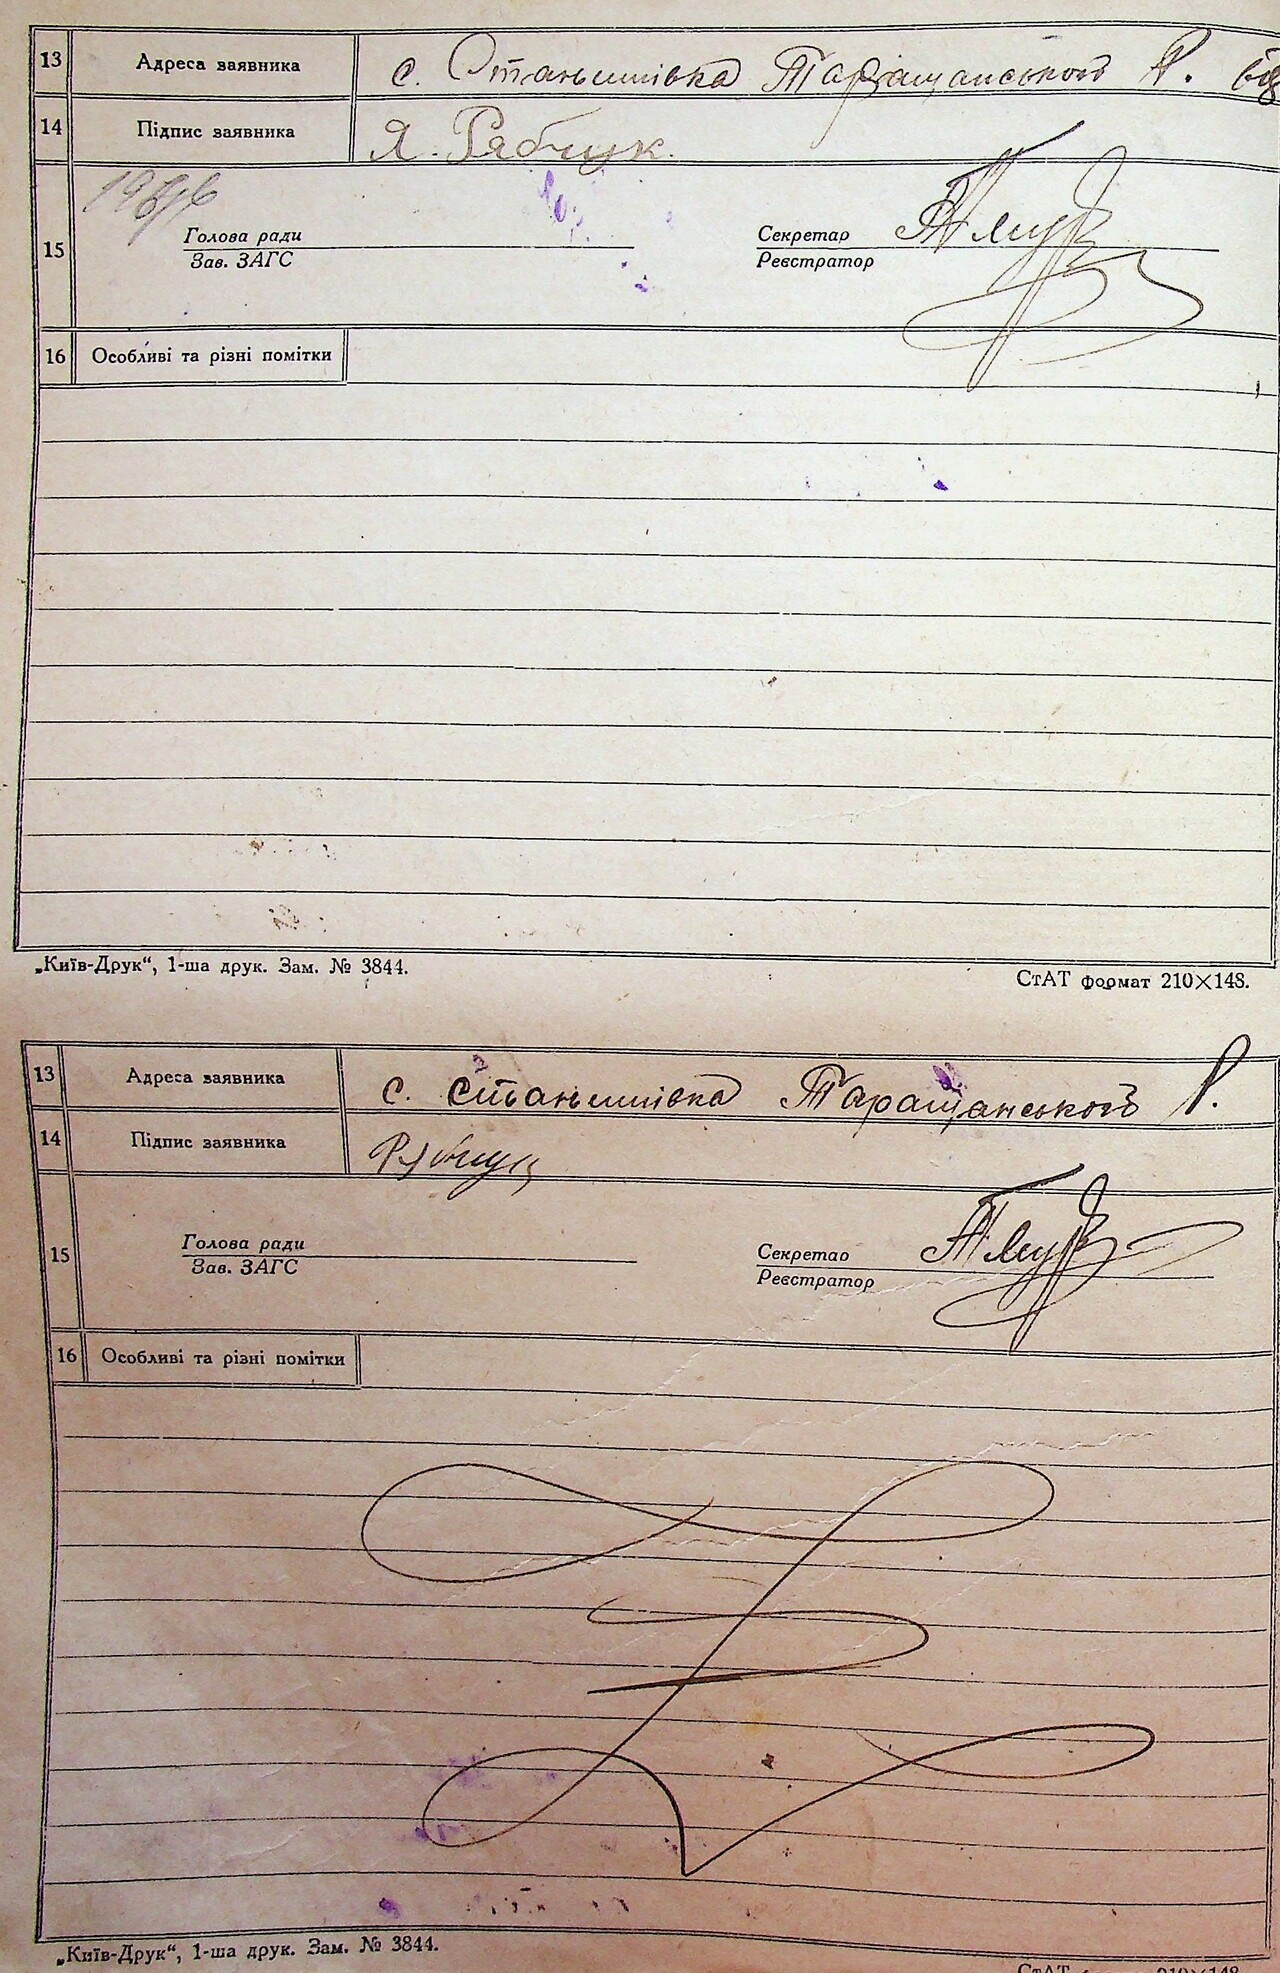 13 Адреса заявника с. Станишівка Таращанського Р.
14 Підпис заявника Я. Рябчук.
15 Голова ради Секретар
Зав. ЗАГС Реєстратор
16 Особливі та різні помітки
„Київ-Друк“, 1-ша друк. Зам. № 3844. СтАТ формат 210×148.
13 Адреса заявника с. Станишівка Таращанського Р.
14 Підпис заявника Рябчук
15 Голова ради Секретар
Зав. ЗАГС Реєстратор
16 Особливі та різні помітки
„Київ-Друк“, 1-ша друк. Зам. № 3844.